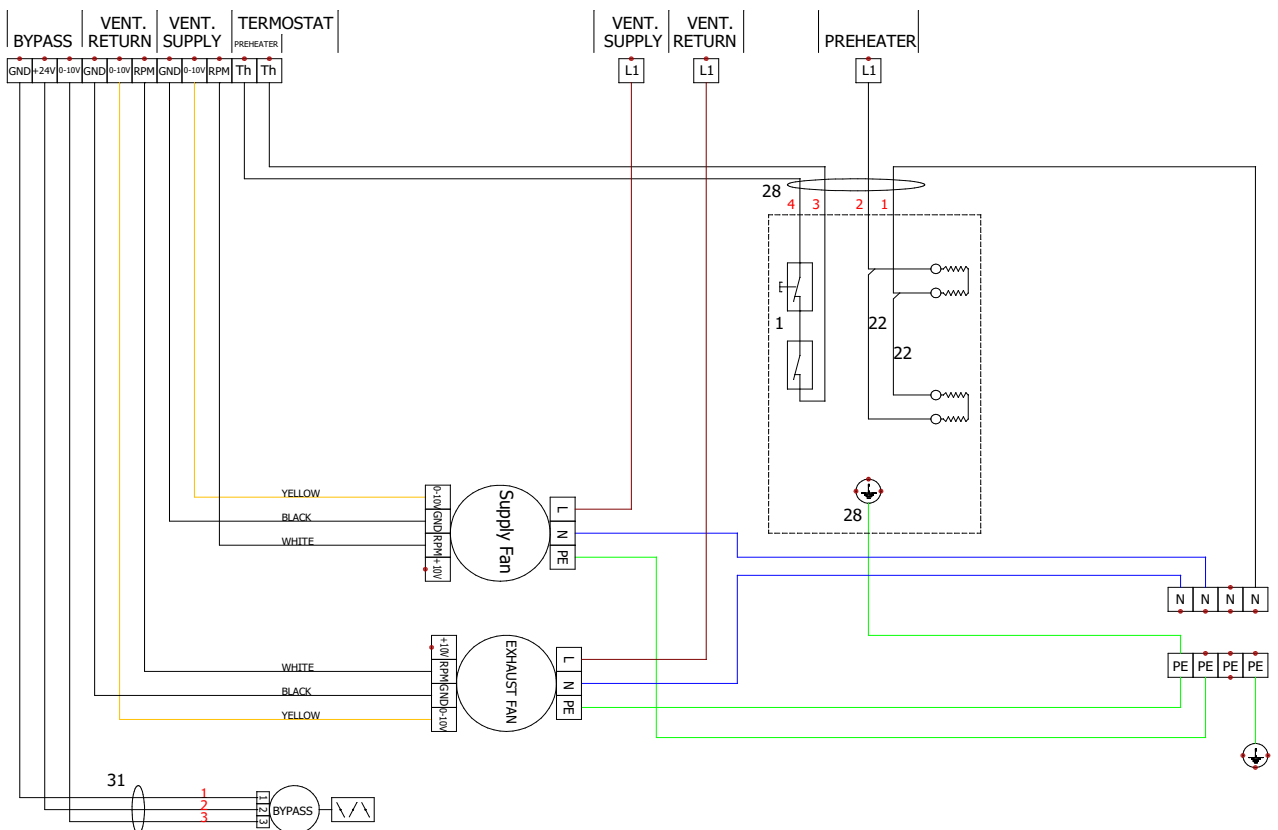 BYPASS
VENT.
RETURN
VENT.
SUPPLY
TERMOSTAT
PREHEATER
VENT.
SUPPLY
VENT.
RETURN
PREHEATER
GND +24V 0-10V GND 0-10V RPM GND 0-10V RPM Th Th
L1
L1
L1
28
4 3 2 1
1
22
22
28
YELLOW
BLACK
WHITE
0-10V
GND
RPM
+10V
Supply Fan
L
N
PE
WHITE
BLACK
YELLOW
+10V
RPM
GND
0-10V
EXHAUST FAN
L
N
PE
N N N N
PE PE PE PE
31
1
2
3
1
2
3
BYPASS